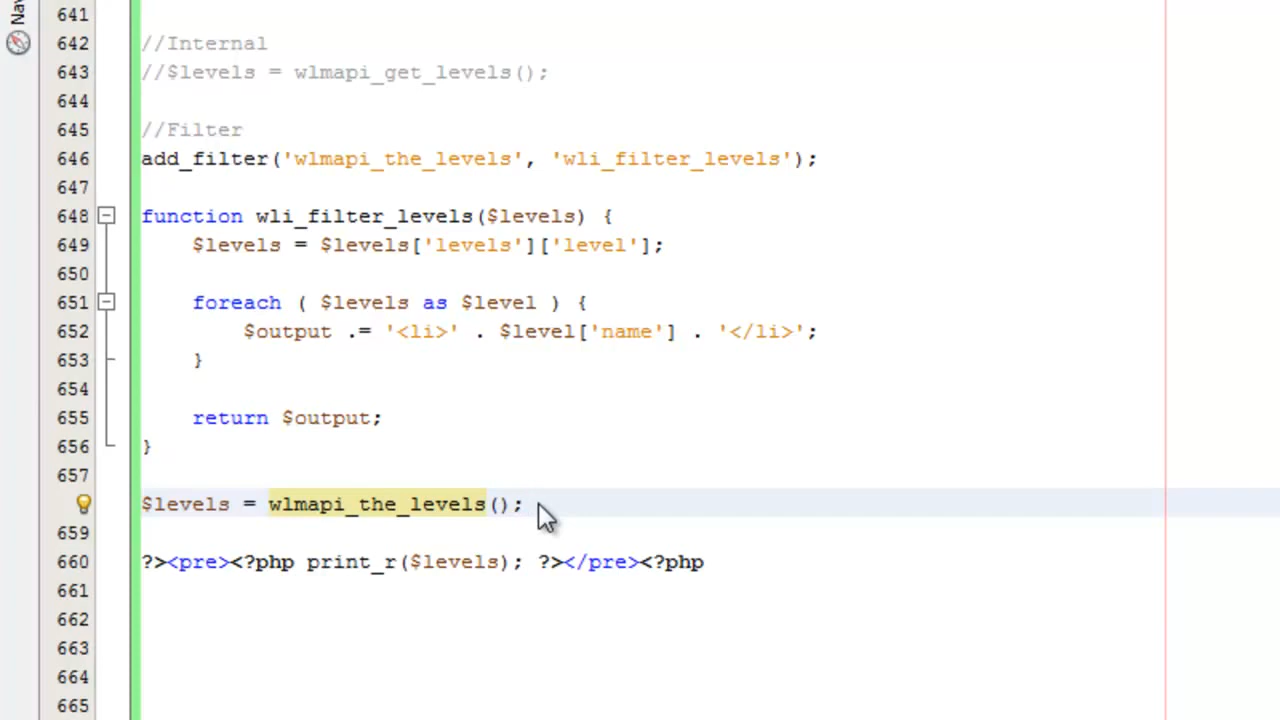 Nav
641
642 //Internal
643 //$levels = wlmapi_get_levels();
644
645 //Filter
646 add_filter('wlmapi_the_levels', 'wli_filter_levels');
647
648 function wli_filter_levels($levels) {
649 $levels = $levels['levels']['level'];
650
651 foreach ( $levels as $level ) {
652 $output .= '<li>' . $level['name'] . '</li>';
653 }
654
655 return $output;
656 }
657
$levels = wlmapi_the_levels();
659
660 ?><pre><?php print_r($levels); ?></pre><?php
661
662
663
664
665